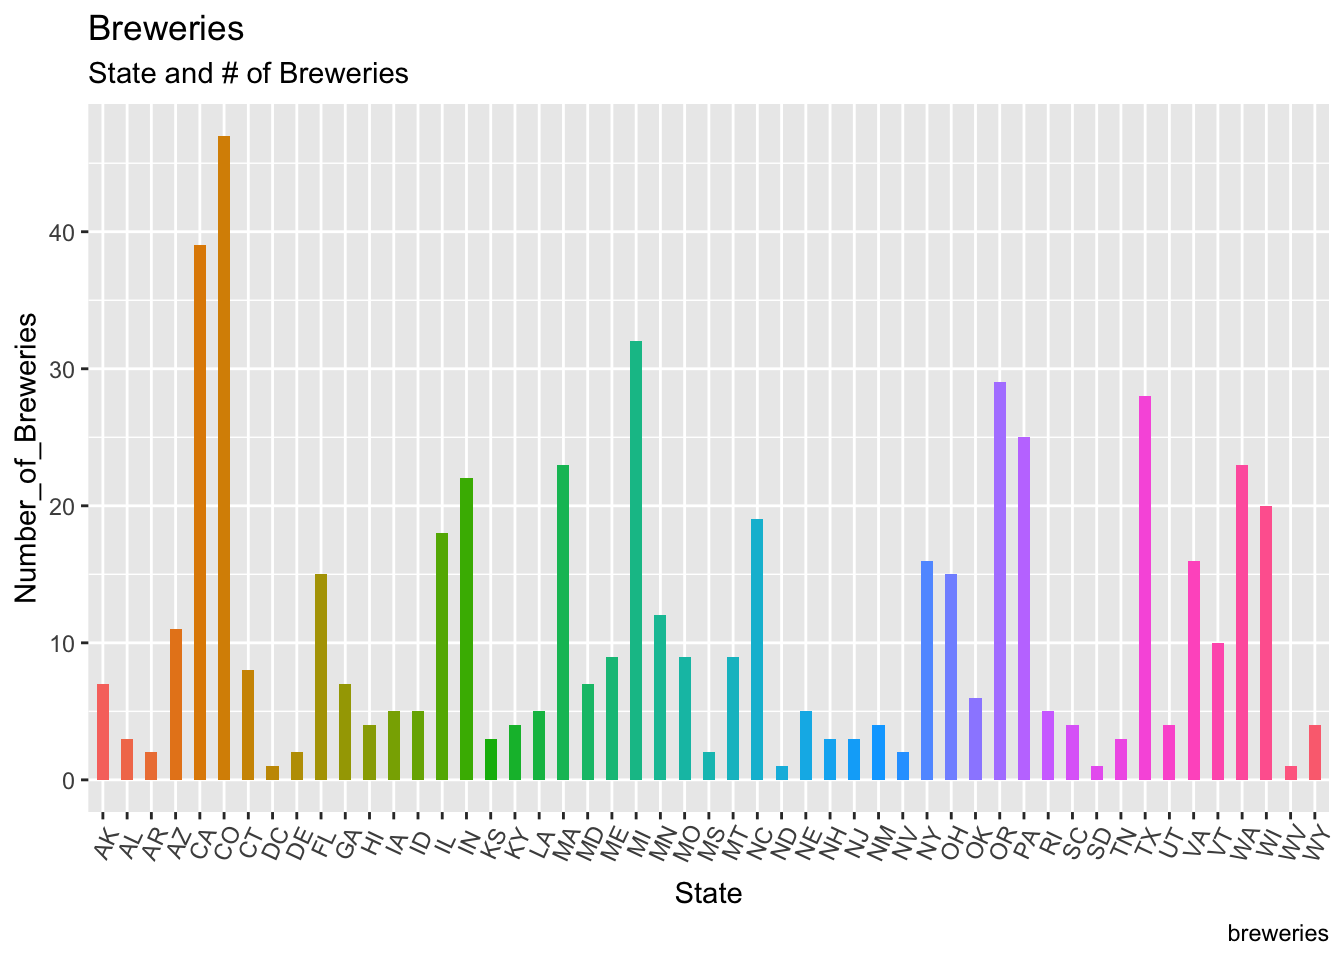 Breweries
State and # of Breweries
Number_of_Breweries
40
30
20
10
0
AK AL AR AZ CA CO CT DC DE FL GA HI IA ID IL IN KS KY LA MA MD ME MI MN MO MS MT NC ND NE NH NJ NM NV NY OH OK OR PA RI SC SD TN TX UT VA VT WA WI WV WY
State
breweries